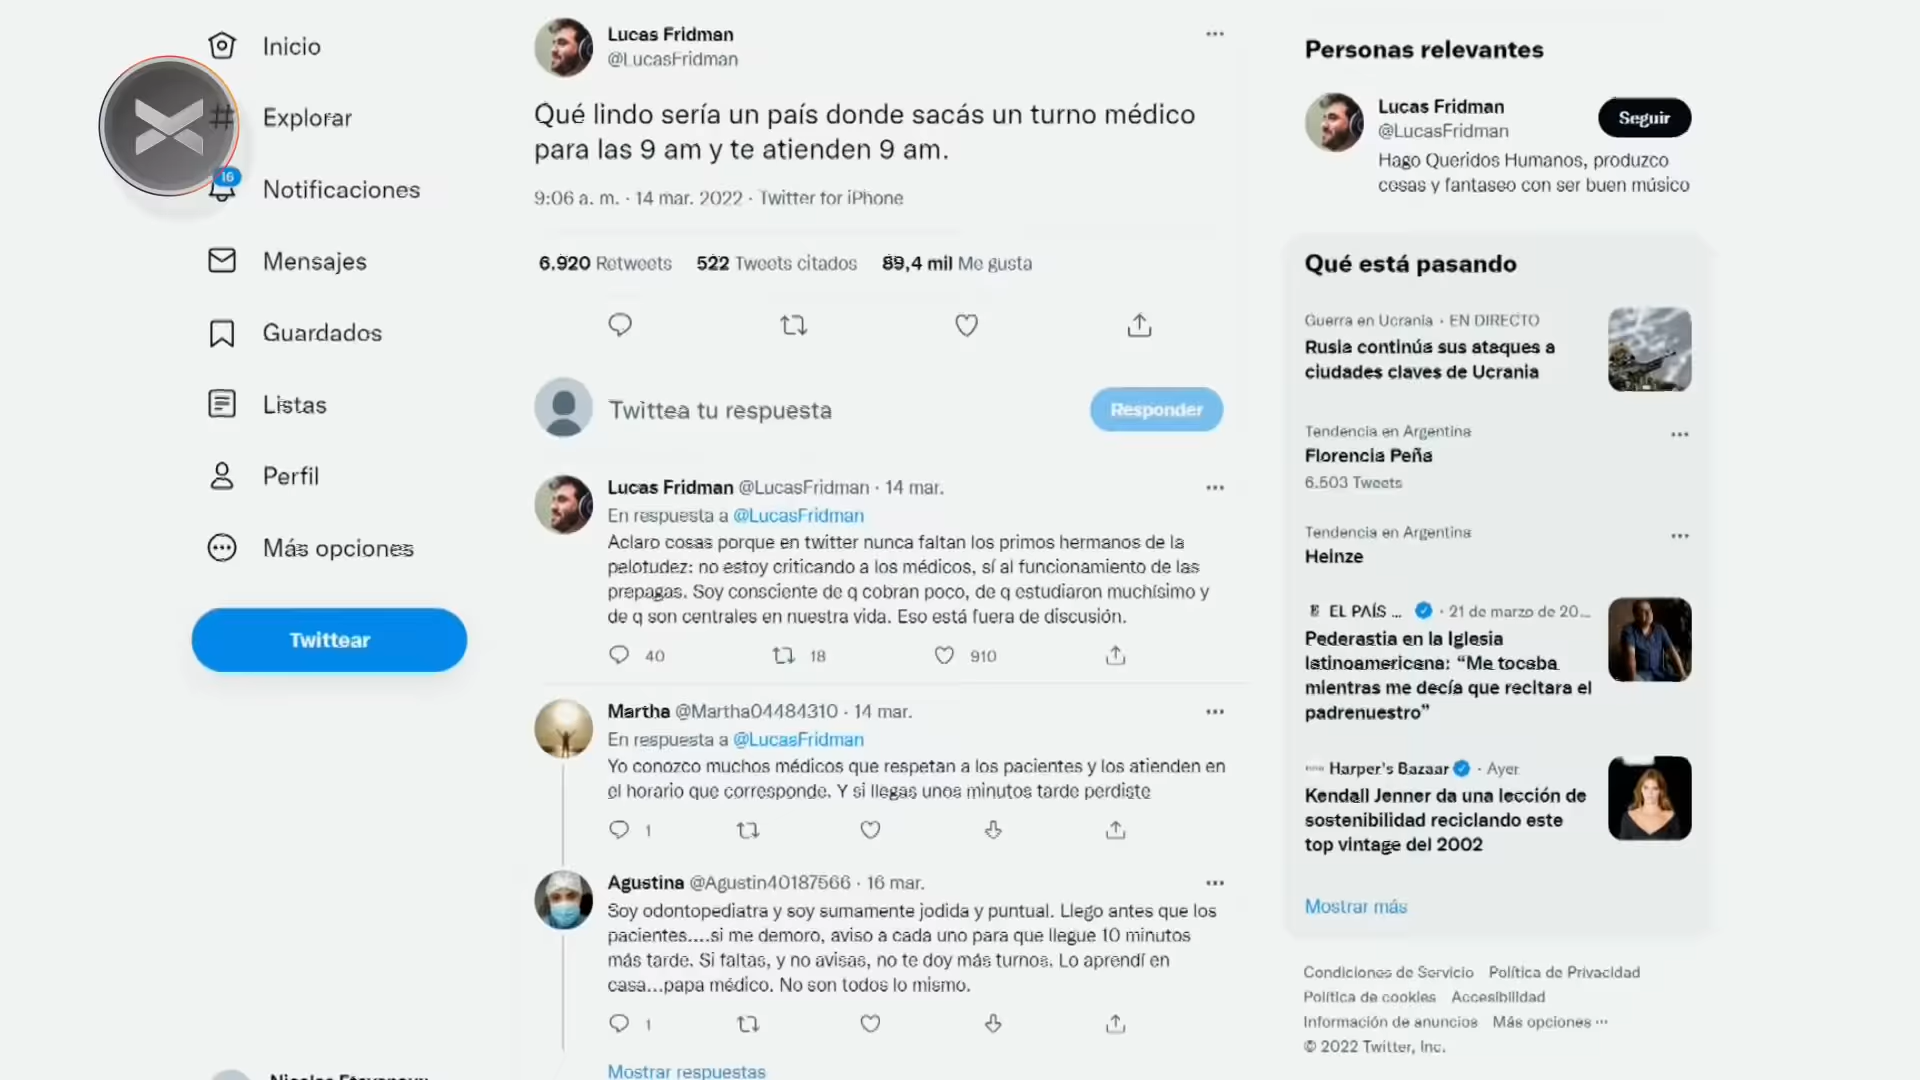 Inicio
Explorar
16
Notificaciones
Mensajes
Guardados
Listas
Perfil
Más opciones
Twittear
Lucas Fridman
@LucasFridman
Qué lindo sería un país donde sacás un turno médico
para las 9 am y te atienden 9 am.
9:06 a. m. · 14 mar. 2022 · Twitter for iPhone
6.920 Retweets 522 Tweets citados 89,4 mil Me gusta
Twittea tu respuesta
Responder
Lucas Fridman @LucasFridman · 14 mar.
En respuesta a @LucasFridman
Aclaro cosas porque en twitter nunca faltan los primos hermanos de la
pelotudez: no estoy criticando a los médicos, sí al funcionamiento de las
prepagas. Soy consciente de q cobran poco, de q estudiaron muchísimo y
de q son centrales en nuestra vida. Eso está fuera de discusión.
40 18 910
Martha @Martha04484310 · 14 mar.
En respuesta a @LucasFridman
Yo conozco muchos médicos que respetan a los pacientes y los atienden en
el horario que corresponde. Y si llegas unos minutos tarde perdiste
1
Agustina @Agustin40187566 · 16 mar.
Soy odontopediatra y soy sumamente jodida y puntual. Llego antes que los
pacientes....si me demoro, aviso a cada uno para que llegue 10 minutos
más tarde. Si faltas, y no avisas, no te doy más turnos. Lo aprendí en
casa...papa médico. No son todos lo mismo.
1
Mostrar respuestas
Personas relevantes
Lucas Fridman
@LucasFridman
Seguir
Hago Queridos Humanos, produzco
cosas y fantaseo con ser buen músico
Qué está pasando
Guerra en Ucrania · EN DIRECTO
Rusia continúa sus ataques a
ciudades claves de Ucrania
Tendencia en Argentina
Florencia Peña
6.503 Tweets
Tendencia en Argentina
Heinze
EL PAÍS ... · 21 de marzo de 20...
Pederastia en la Iglesia
latinoamericana: “Me tocaba
mientras me decía que recitara el
padrenuestro”
Harper's Bazaar · Ayer
Kendall Jenner da una lección de
sostenibilidad reciclando este
top vintage del 2002
Mostrar más
Condiciones de Servicio Política de Privacidad
Política de cookies Accesibilidad
Información de anuncios Más opciones ···
© 2022 Twitter, Inc.